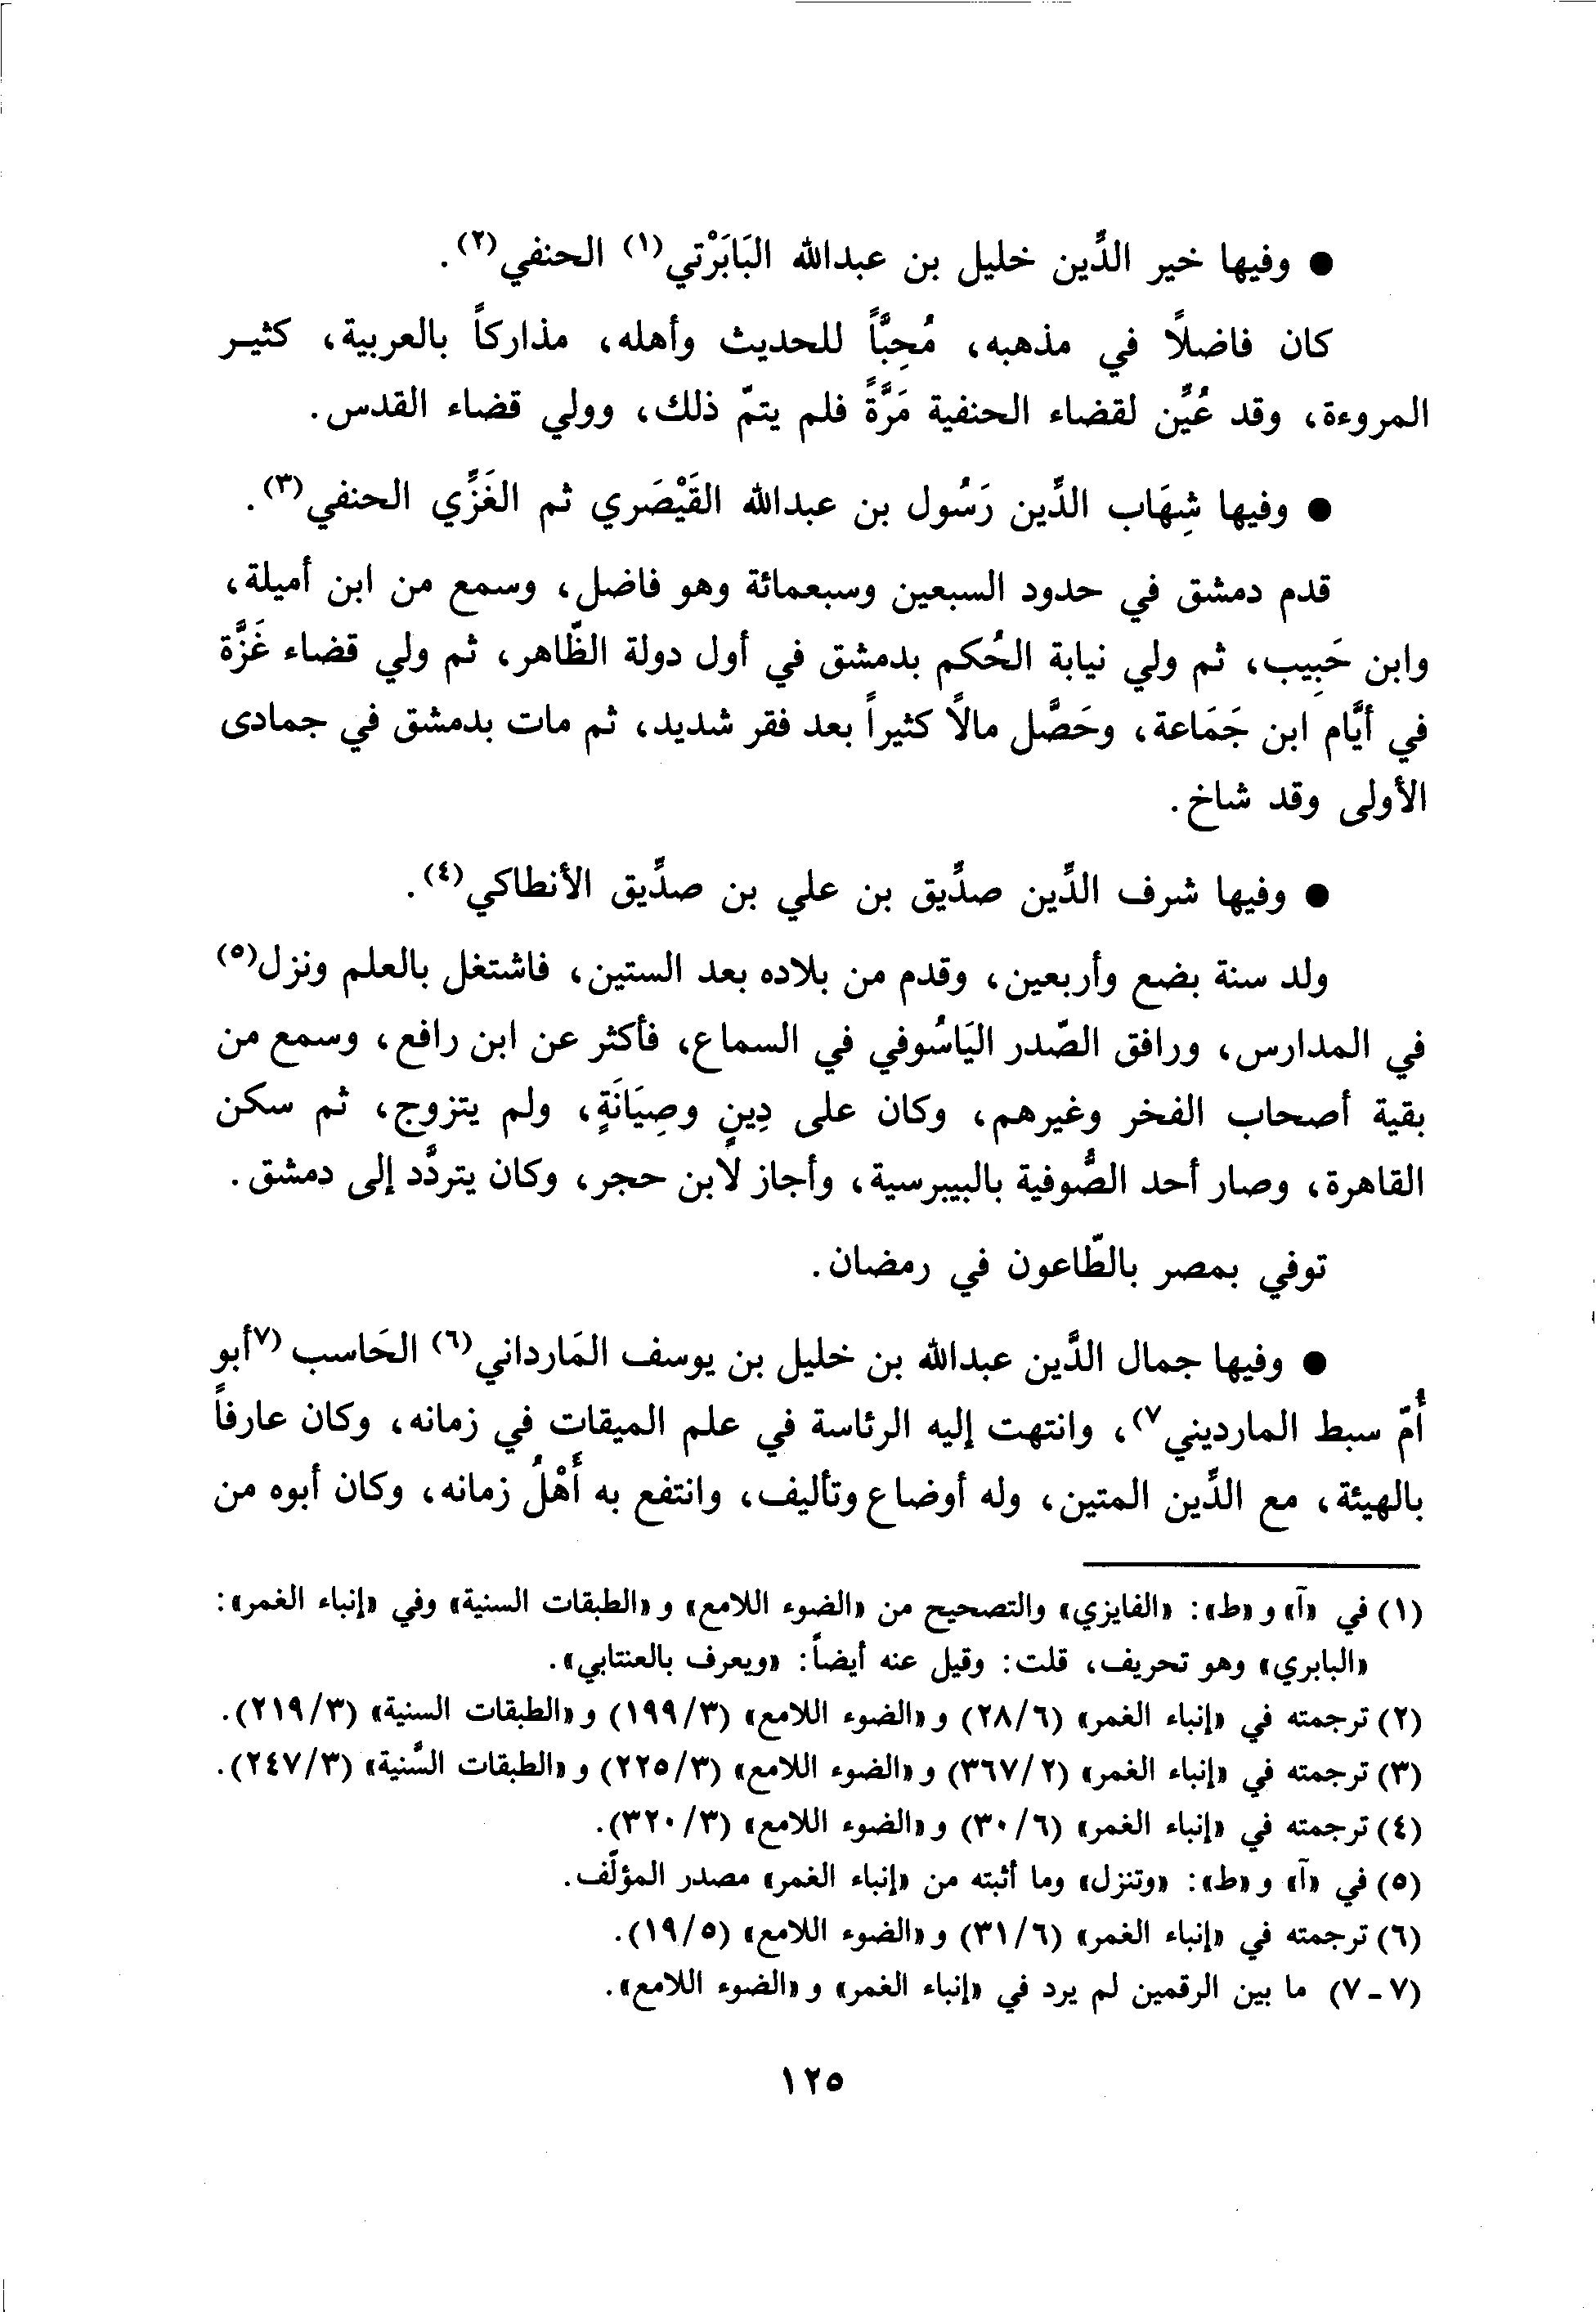 ● وفيها خير الدِّين خليل بن عبدالله البَابَرْتي(١) الحنفي(٢).
كان فاضلاً في مذهبه، مُحِبَّاً للحديث وأهله، مذاركاً بالعربية، كثيـر
المروءة، وقد عُيِّن لقضاء الحنفية مَرَّةً فلم يتمّ ذلك، وولي قضاء القدس.
● وفيها شِهَاب الدِّين رَسُول بن عبدالله القَيْصَري ثم الغَزِّي الحنفي(٣).
قدم دمشق في حدود السبعين وسبعمائة وهو فاضل، وسمع من ابن أميلة،
وابن حَبِيب، ثم ولي نيابة الحُكم بدمشق في أول دولة الظّاهر، ثم ولي قضاء غَزَّة
في أيَّام ابن جَمَاعة، وحَصَّل مالاً كثيراً بعد فقر شديد، ثم مات بدمشق في جمادى
الأولى وقد شاخ.
● وفيها شرف الدِّين صدِّيق بن علي بن صدِّيق الأنطاكي(٤).
ولد سنة بضع وأربعين، وقدم من بلاده بعد الستين، فاشتغل بالعلم ونزل(٥)
في المدارس، ورافق الصّدر اليَاسُوفي في السماع، فأكثر عن ابن رافع، وسمع من
بقية أصحاب الفخر وغيرهم، وكان على دِينٍ وصِيَانَةٍ، ولم يتزوج، ثم سكن
القاهرة، وصار أحد الصُّوفية بالبيبرسية، وأجاز لابن حجر، وكان يتردَّد إلى دمشق.
توفي بمصر بالطّاعون في رمضان.
● وفيها جمال الدَّين عبدالله بن خليل بن يوسف المَارداني(٦) الحَاسب (٧أبو
أُمّ سبط المارديني٧)، وانتهت إليه الرئاسة في علم الميقات في زمانه، وكان عارفاً
بالهيئة، مع الدِّين المتين، وله أوضاع وتأليف، وانتفع به أَهْلُ زمانه، وكان أبوه من
(١) في «آ» و«ط»: «الفايزي» والتصحيح من «الضوء اللامع» و«الطبقات السنية» وفي «إنباء الغمر»:
«البابري» وهو تحريف، قلت: وقيل عنه أيضاً: «ويعرف بالعنتابي».
(٢) ترجمته في «إنباء الغمر» (٢٨/٦) و«الضوء اللامع» (١٩٩/٣) و«الطبقات السنية» (٢١٩/٣).
(٣) ترجمته في «إنباء الغمر» (٣٦٧/٢) و«الضوء اللامع» (٢٢٥/٣) و«الطبقات السَّنية» (٢٤٧/٣).
(٤) ترجمته في «إنباء الغمر» (٣٠/٦) و«الضوء اللامع» (٣٢٠/٣).
(٥) في «آ» و«ط»: «وتنزل» وما أثبته من «إنباء الغمر» مصدر المؤلّف.
(٦) ترجمته في «إنباء الغمر» (٣١/٦) و«الضوء اللامع» (١٩/٥).
(٧ـ٧) ما بين الرقمين لم يرد في «إنباء الغمر» و«الضوء اللامع».
١٢٥